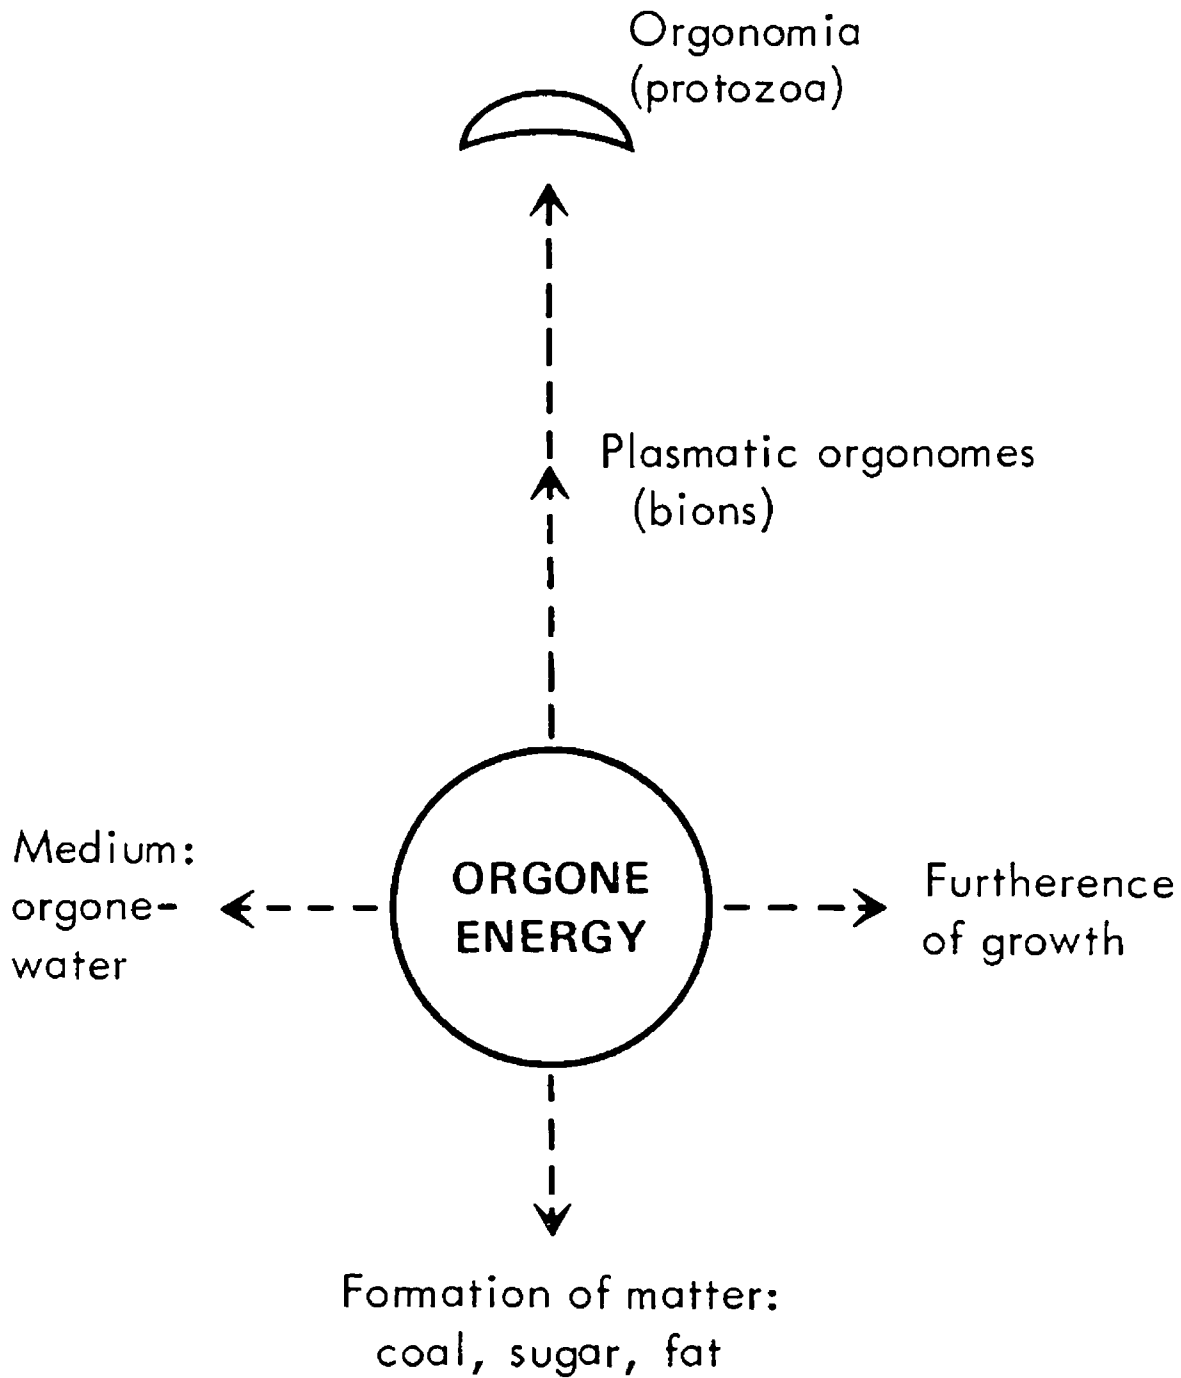 Orgonomia
(protozoa)
Plasmatic orgonomes
(bions)
Medium:
orgone-
water
ORGONE
ENERGY
Furtherence
of growth
Formation of matter:
coal, sugar, fat